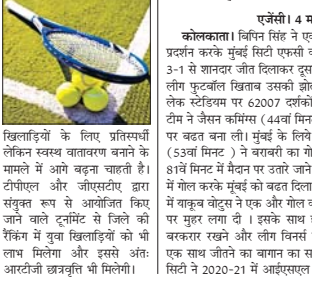 खिलाड़ियों के लिए प्रतिस्पर्धी
लेकिन स्वस्थ वातावरण बनाने के
मामले में आगे बढ़ना चाहती है।
टीपीएल और जीएसटीए द्वारा
संयुक्त रूप से आयोजित किए
जाने वाले टूर्नामेंट से जिले की
रैंकिंग में युवा खिलाड़ियों को भी
लाभ मिलेगा और इससे अंतः
आरटीजी छात्रवृत्ति भी मिलेगी।
एजेंसी। 4 म
कोलकाता। बिपिन सिंह ने ए
प्रदर्शन करके मुंबई सिटी एफसी व
3-1 से शानदार जीत दिलाकर दूस
लीग फुटबॉल खिताब उसकी झो
लेक स्टेडियम पर 62007 दर्शकों
टीम ने जैसन कमिंग्स (44वां मिन
पर बढत बना ली। मुंबई के लिये
(53वां मिनट ) ने बराबरी का गो
81वें मिनट में मैदान पर उतारे जाने
में गोल करके मुंबई को बढत दिला
में याकूब वोटुस ने एक और गोल व
पर मुहर लगा दी । इसके साथ
बरकरार रखने और लीग विनर्स
एक साथ जीतने का बागान का स
सिटी ने 2020-21 में आईएसएल